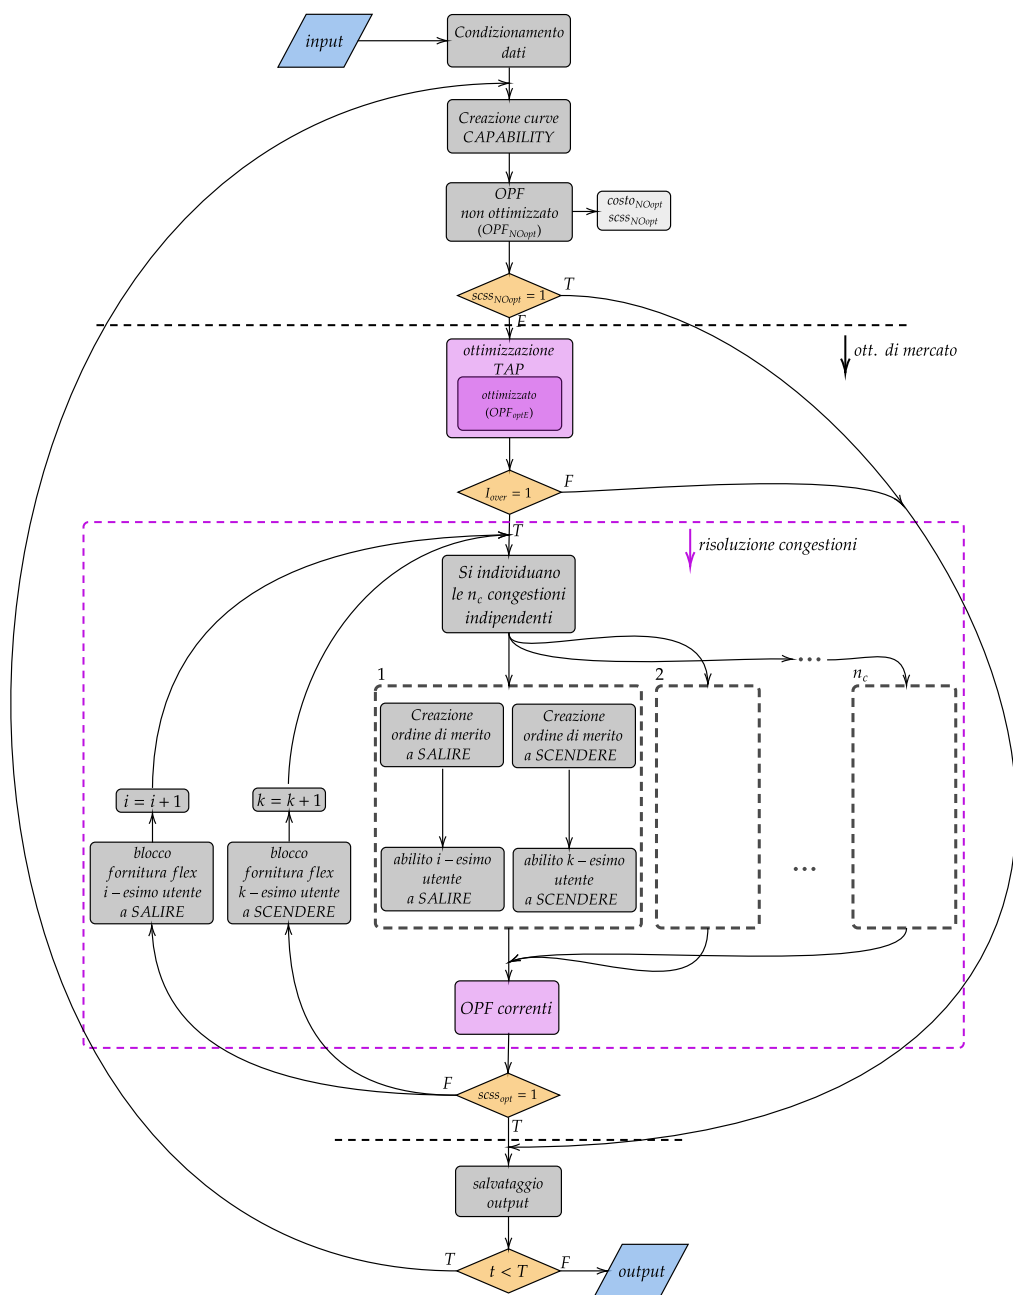 input
Condizionamento
dati
Creazione curve
CAPABILITY
OPF
non ottimizzato
(OPF_NOopt)
costo_NOopt
scss_NOopt
scss_NOopt = 1
T
F
ott. di mercato
ottimizzazione
TAP
ottimizzato
(OPF_optE)
I_over = 1
F
T
risoluzione congestioni
Si individuano
le n_c congestioni
indipendenti
1
2
...
n_c
Creazione
ordine di merito
a SALIRE
Creazione
ordine di merito
a SCENDERE
i = i + 1
k = k + 1
blocco
fornitura flex
i − esimo utente
a SALIRE
blocco
fornitura flex
k − esimo utente
a SCENDERE
abilito i − esimo
utente
a SALIRE
abilito k − esimo
utente
a SCENDERE
...
OPF correnti
F
scss_opt = 1
T
salvataggio
output
T
t < T
F
output